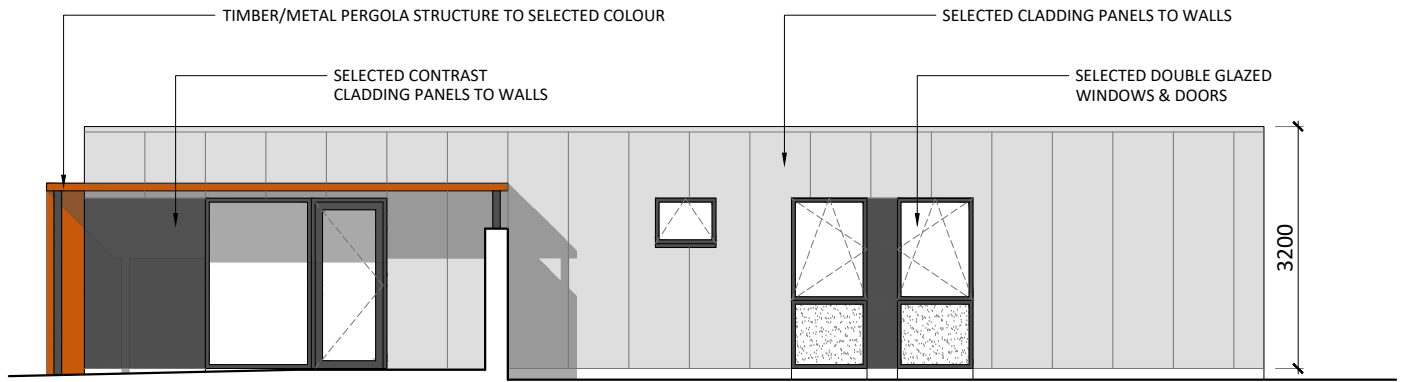 TIMBER/METAL PERGOLA STRUCTURE TO SELECTED COLOUR
SELECTED CLADDING PANELS TO WALLS
SELECTED CONTRAST
CLADDING PANELS TO WALLS
SELECTED DOUBLE GLAZED
WINDOWS & DOORS
3200